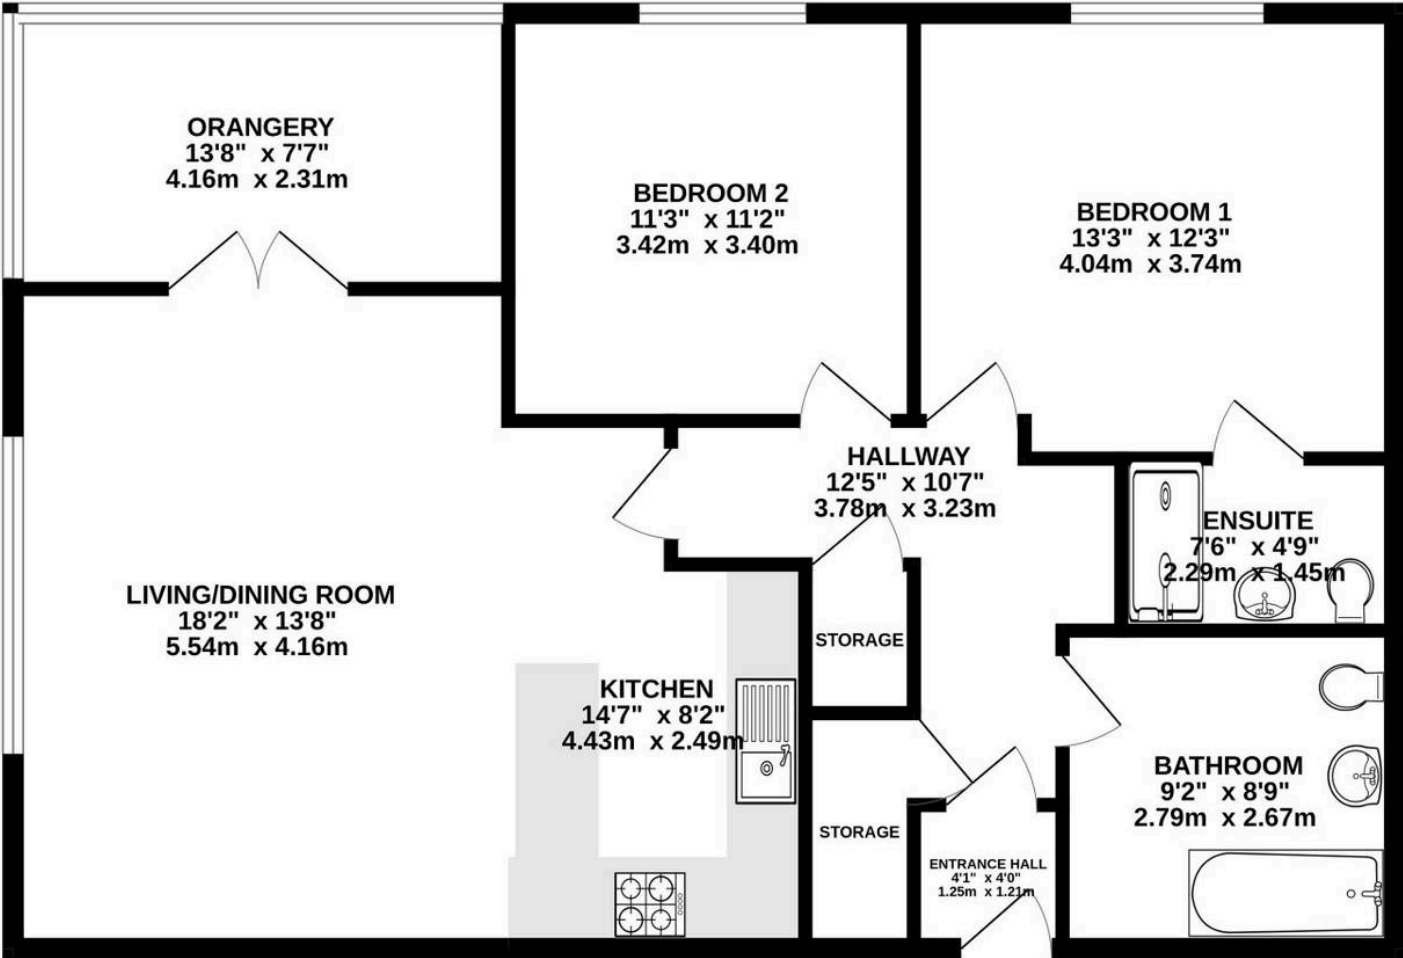 ORANGERY
13'8" x 7'7"
4.16m x 2.31m
BEDROOM 2
11'3" x 11'2"
3.42m x 3.40m
BEDROOM 1
13'3" x 12'3"
4.04m x 3.74m
HALLWAY
12'5" x 10'7"
3.78m x 3.23m
ENSUITE
7'6" x 4'9"
2.29m x 1.45m
LIVING/DINING ROOM
18'2" x 13'8"
5.54m x 4.16m
STORAGE
KITCHEN
14'7" x 8'2"
4.43m x 2.49m
BATHROOM
9'2" x 8'9"
2.79m x 2.67m
STORAGE
ENTRANCE HALL
4'1" x 4'0"
1.25m x 1.21m